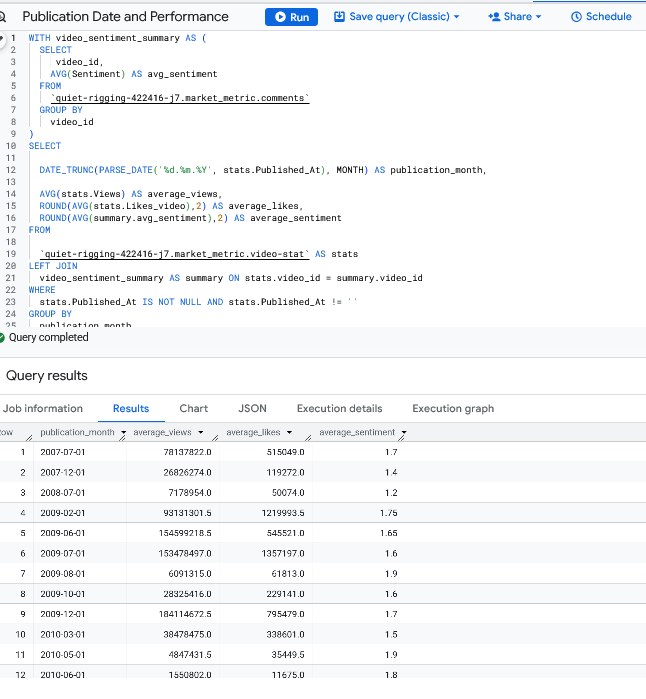 Publication Date and Performance Run Save query (Classic) Share Schedule
1 WITH video_sentiment_summary AS (
2 SELECT
3 video_id,
4 AVG(Sentiment) AS avg_sentiment
5 FROM
6 `quiet-rigging-422416-j7.market_metric.comments`
7 GROUP BY
8 video_id
9 )
10 SELECT
11
12 DATE_TRUNC(PARSE_DATE('%d.%m.%Y', stats.Published_At), MONTH) AS publication_month,
13
14 AVG(stats.Views) AS average_views,
15 ROUND(AVG(stats.Likes_video),2) AS average_likes,
16 ROUND(AVG(summary.avg_sentiment),2) AS average_sentiment
17 FROM
18
19 `quiet-rigging-422416-j7.market_metric.video-stat` AS stats
20 LEFT JOIN
21 video_sentiment_summary AS summary ON stats.video_id = summary.video_id
22 WHERE
23 stats.Published_At IS NOT NULL AND stats.Published_At != ''
24 GROUP BY
25 publication_month
Query completed
Query results
Job information Results Chart JSON Execution details Execution graph
ow publication_month average_views average_likes average_sentiment
1 2007-07-01 78137822.0 515049.0 1.7
2 2007-12-01 26826274.0 119272.0 1.4
3 2008-07-01 7178954.0 50074.0 1.2
4 2009-02-01 93131301.5 1219993.5 1.75
5 2009-06-01 154599218.5 545521.0 1.65
6 2009-07-01 153478497.0 1357197.0 1.6
7 2009-08-01 6091315.0 61813.0 1.9
8 2009-10-01 28325416.0 229141.0 1.6
9 2009-12-01 184114672.5 795479.0 1.7
10 2010-03-01 38478475.0 338601.0 1.5
11 2010-05-01 4847431.5 35449.5 1.9
12 2010-06-01 1550802.0 11675.0 1.8